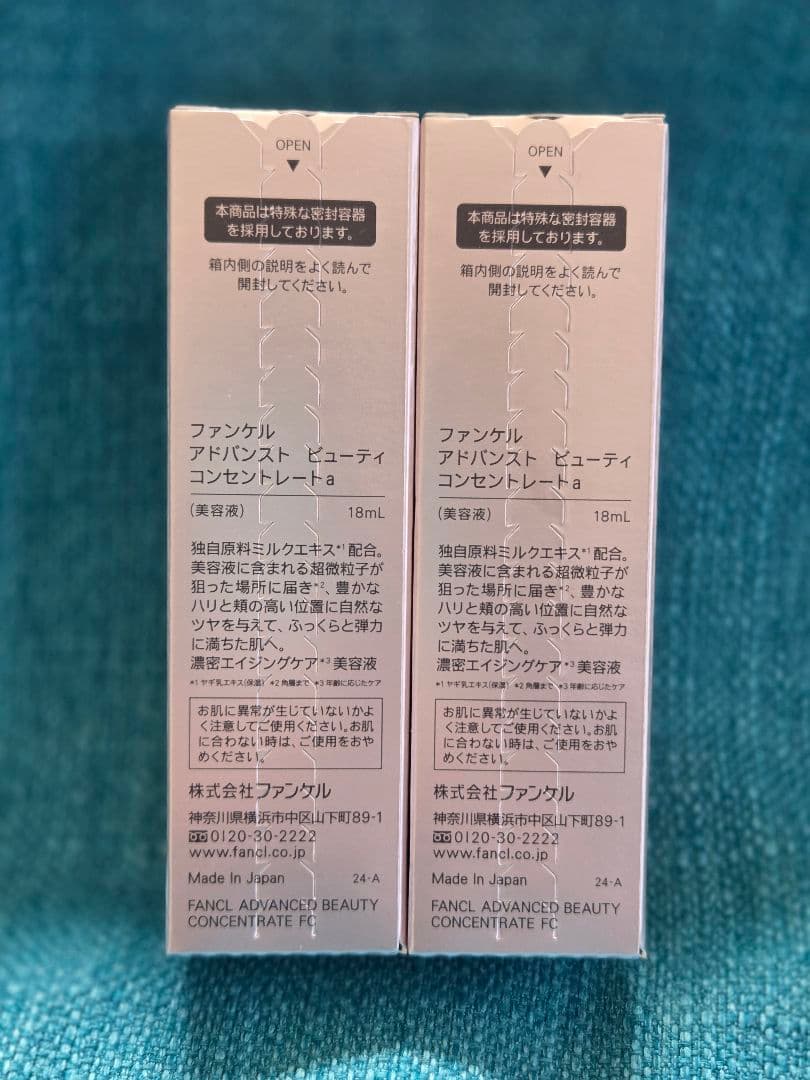 OPEN
▼
本商品は特殊な密封容器
を採用しております。
箱内側の説明をよく読んで
開封してください。
ファンケル
アドバンスト ビューティ
コンセントレートa
(美容液) 18mL
独自原料ミルクエキス*1配合。
美容液に含まれる超微粒子が
狙った場所に届き*2、豊かな
ハリと頬の高い位置に自然な
ツヤを与えて、ふっくらと弾力
に満ちた肌へ。
濃密エイジングケア*3美容液
*1 ヤギ乳エキス(保湿) *2 角層まで *3 年齢に応じたケア
お肌に異常が生じていないかよ
く注意してご使用ください。お肌
に合わない時は、ご使用をおや
めください。
株式会社ファンケル
神奈川県横浜市中区山下町89-1
0120-30-2222
www.fancl.co.jp
Made In Japan 24-A
FANCL ADVANCED BEAUTY
CONCENTRATE FC
OPEN
▼
本商品は特殊な密封容器
を採用しております。
箱内側の説明をよく読んで
開封してください。
ファンケル
アドバンスト ビューティ
コンセントレートa
(美容液) 18mL
独自原料ミルクエキス*1配合。
美容液に含まれる超微粒子が
狙った場所に届き*2、豊かな
ハリと頬の高い位置に自然な
ツヤを与えて、ふっくらと弾力
に満ちた肌へ。
濃密エイジングケア*3美容液
*1 ヤギ乳エキス(保湿) *2 角層まで *3 年齢に応じたケア
お肌に異常が生じていないかよ
く注意してご使用ください。お肌
に合わない時は、ご使用をおや
めください。
株式会社ファンケル
神奈川県横浜市中区山下町89-1
0120-30-2222
www.fancl.co.jp
Made In Japan 24-A
FANCL ADVANCED BEAUTY
CONCENTRATE FC